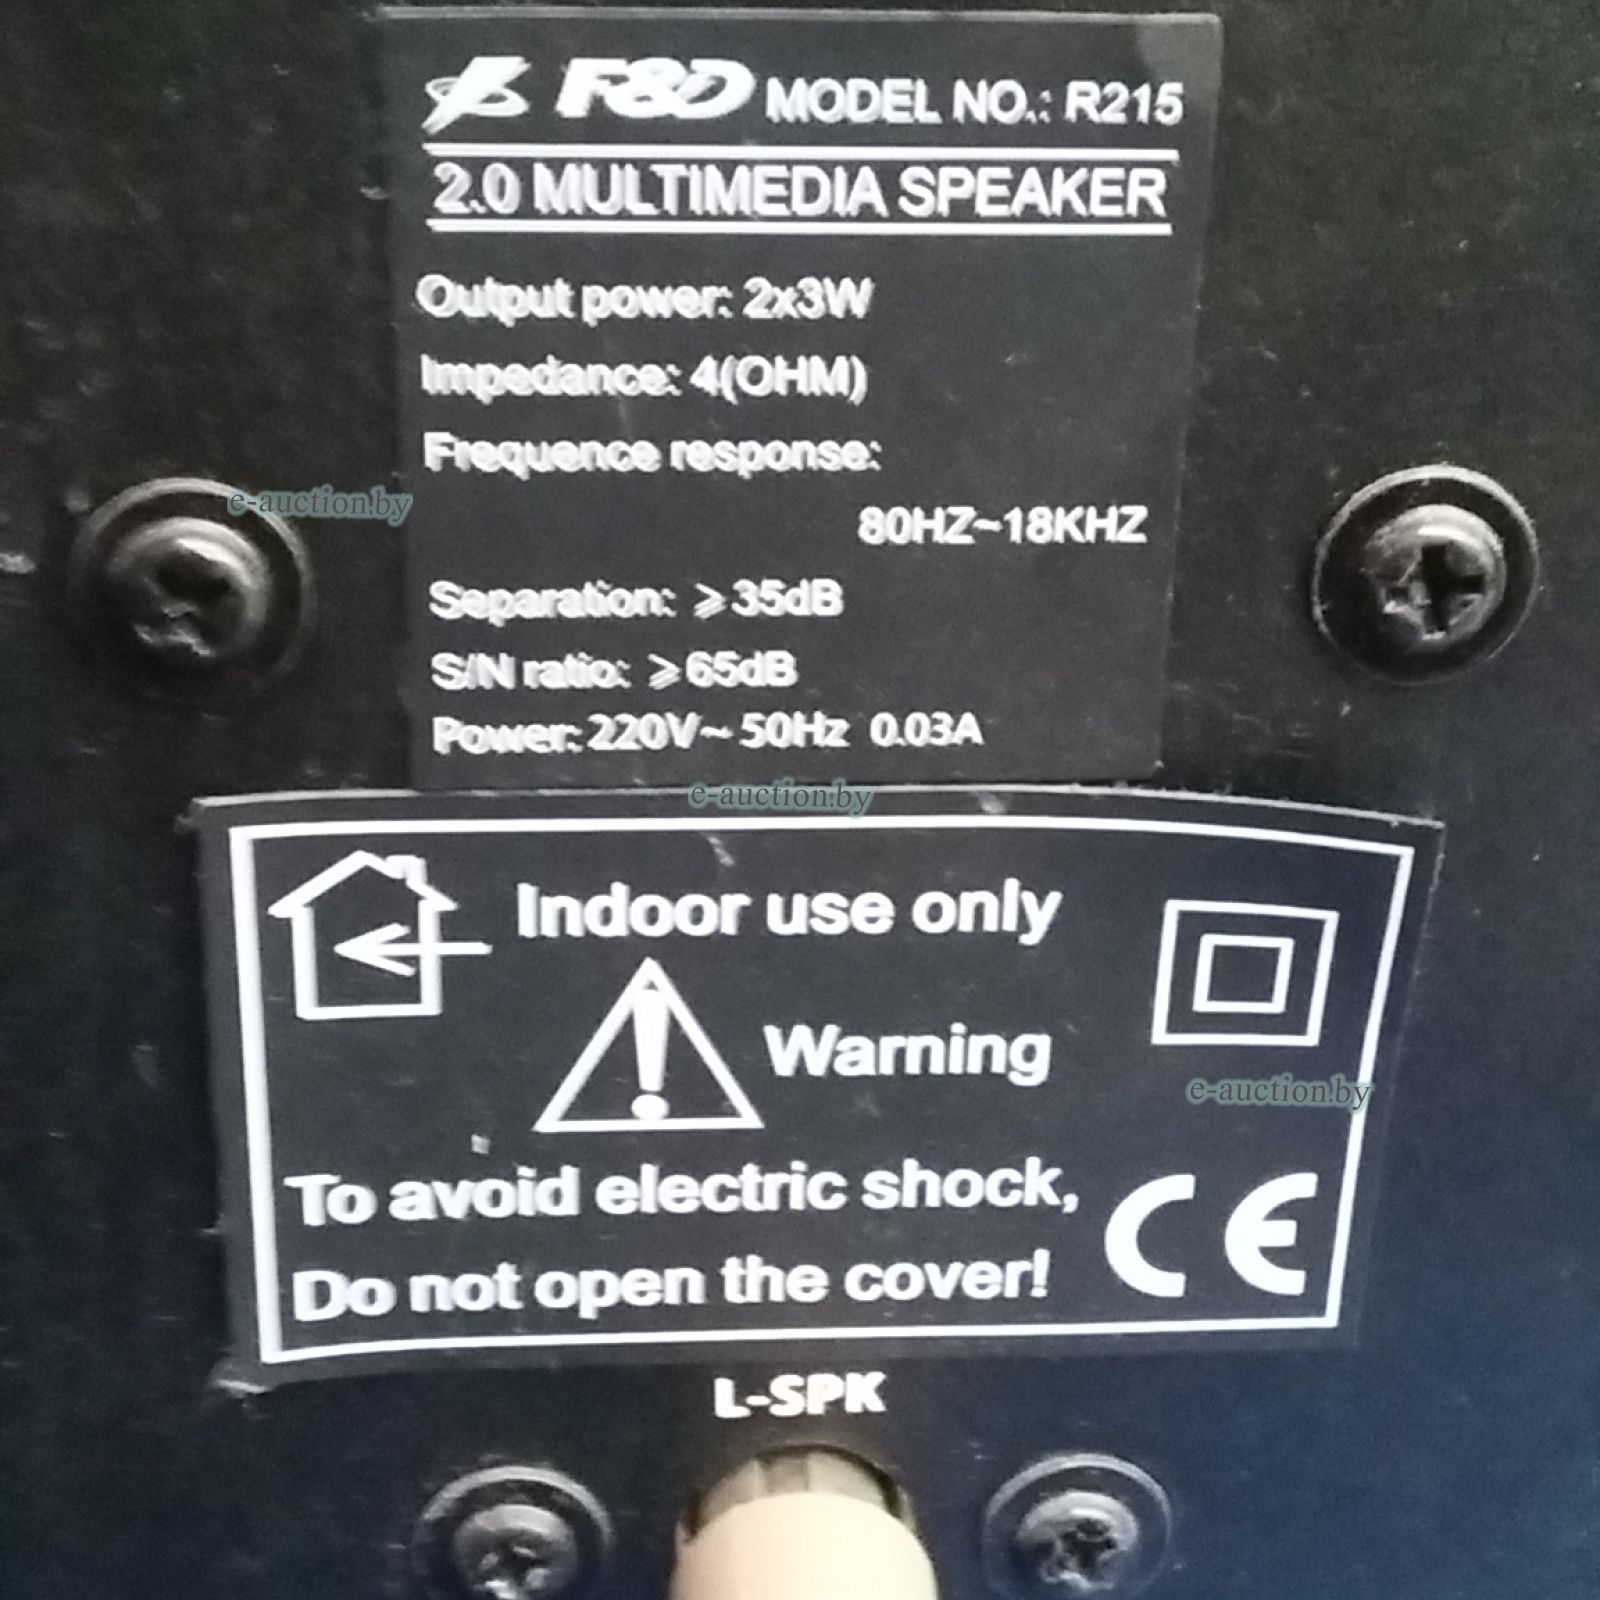 F&D MODEL NO.: R215
2.0 MULTIMEDIA SPEAKER
Output power: 2x3W
Impedance: 4(OHM)
Frequence response:
e-auction.by
80HZ~18KHZ
Separation: ⩾35dB
S/N ratio: ⩾65dB
Power: 220V~ 50Hz 0.03A
e-auction.by
Indoor use only
Warning
e-auction.by
To avoid electric shock,
Do not open the cover!
CE
L-SPK